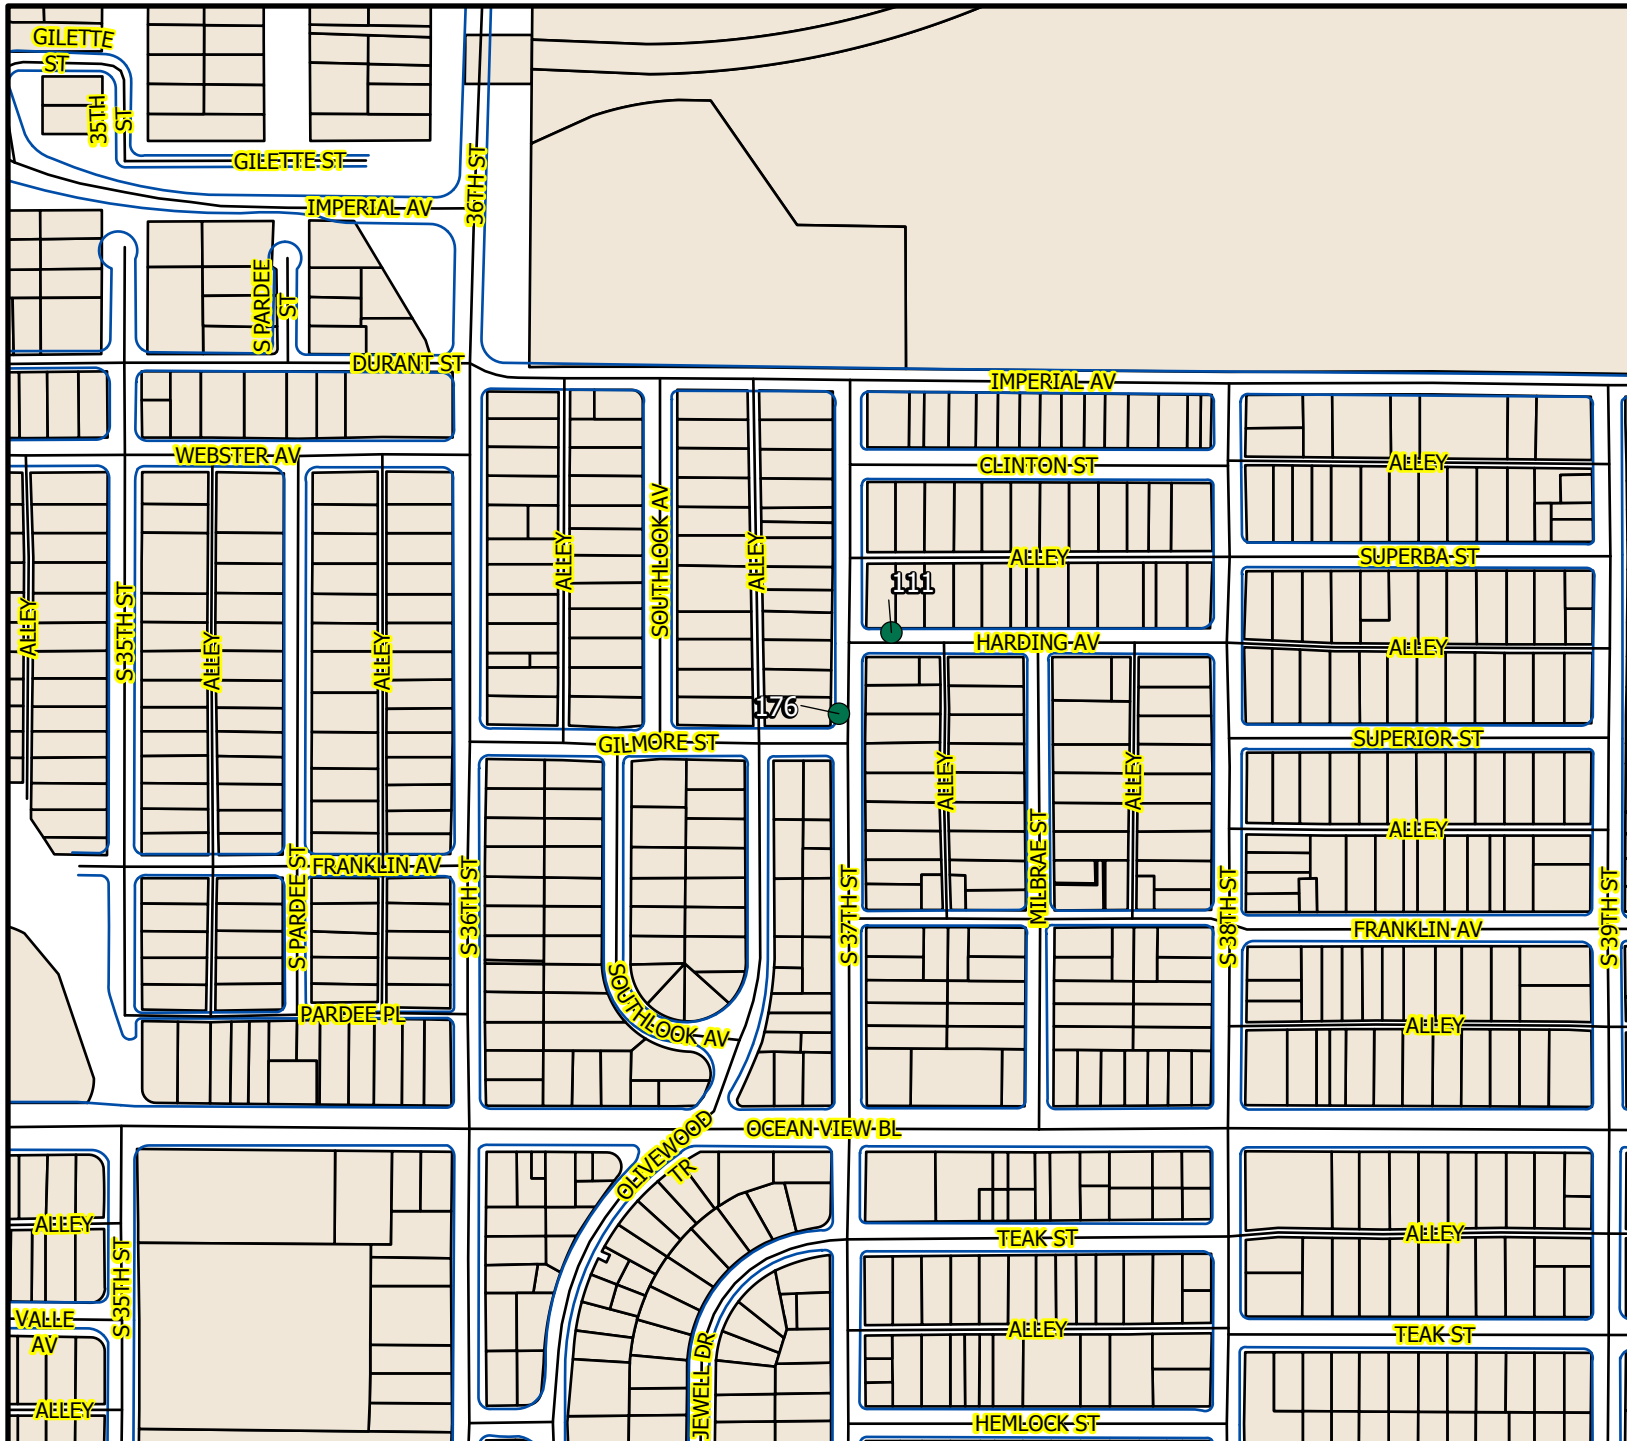 GILETTE
ST
35TH
ST
GILETTE ST
36TH ST
IMPERIAL AV
S PARDEE
ST
DURANT ST
IMPERIAL AV
WEBSTER AV
CLINTON ST
ALLEY
SOUTHLOOK AV
ALLEY
ALLEY
ALLEY
SUPERBA ST
111
S 35TH ST
ALLEY
ALLEY
ALLEY
HARDING AV
ALLEY
176
GILMORE ST
SUPERIOR ST
ALLEY
ALLEY
ALLEY
MILBRAE ST
FRANKLIN AV
S PARDEE ST
S 36TH ST
S 37TH ST
S 38TH ST
S 39TH ST
FRANKLIN AV
PARDEE PL
SOUTHLOOK AV
ALLEY
OCEAN VIEW BL
OLIVEWOOD
TR
ALLEY
S 35TH ST
TEAK ST
ALLEY
VALLE
AV
ALLEY
TEAK ST
JEWELL DR
ALLEY
HEMLOCK ST